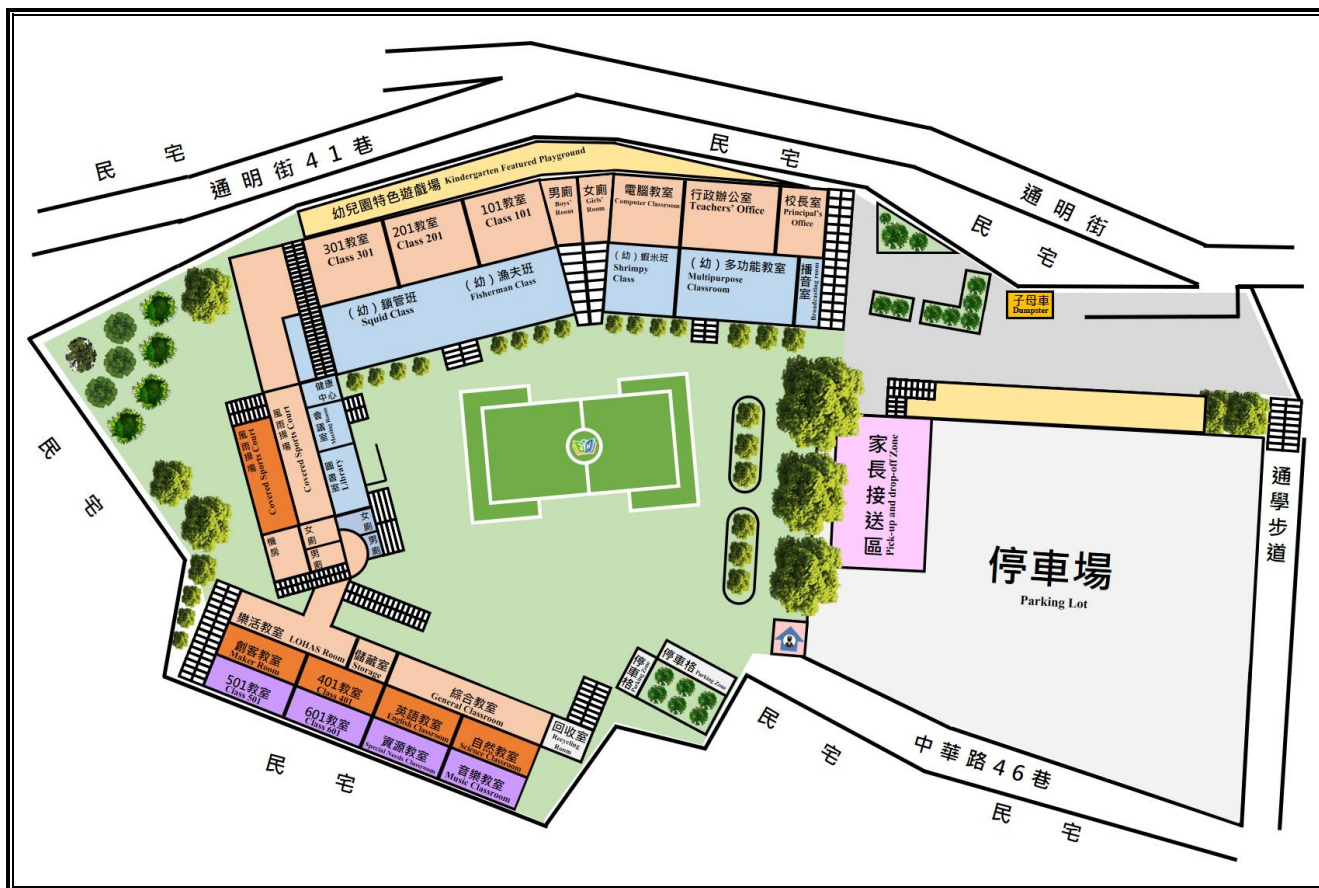 民宅
通明街41巷
民宅
通明街
民宅
幼兒園特色遊戲場 Kindergarten Featured Playground
301教室
Class 301
201教室
Class 201
101教室
Class 101
男廁
Boys' Room
女廁
Girls' Room
電腦教室
Computer Classroom
行政辦公室
Teachers' Office
校長室
Principal's Office
(幼)鎖管班
Squid Class
(幼)漁夫班
Fisherman Class
(幼)蝦米班
Shrimpy Class
(幼)多功能教室
Multipurpose Classroom
播音室
Broadcasting room
子母車
Dumpster
健康中心
會議室
Meeting Room
圖書室
Library
風雨操場
Covered Sports Court
風雨操場
Covered Sports Court
機房
女廁
男廁
女廁
男廁
民宅
家長接送區
Pick-up and drop-off Zone
停車場
Parking Lot
通學步道
樂活教室 LOHAS Room
儲藏室
Storage
綜合教室
General Classroom
創客教室
Maker Room
401教室
Class 401
英語教室
English Classroom
自然教室
Science Classroom
501教室
Class 501
601教室
Class 601
資源教室
Special Needs Classroom
音樂教室
Music Classroom
回收室
Recycling Room
停車格
Parking Zone
停車格 Parking Zone
民宅
民宅
中華路46巷
民宅